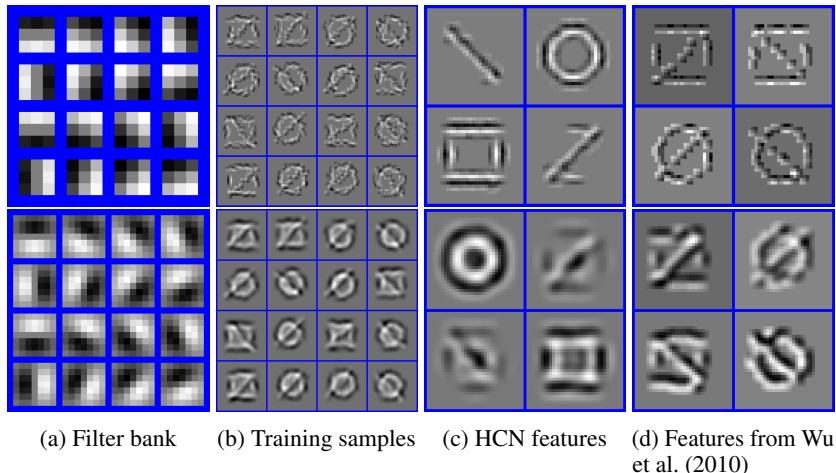 (a) Filter bank
(b) Training samples
(c) HCN features
(d) Features from Wu
et al. (2010)